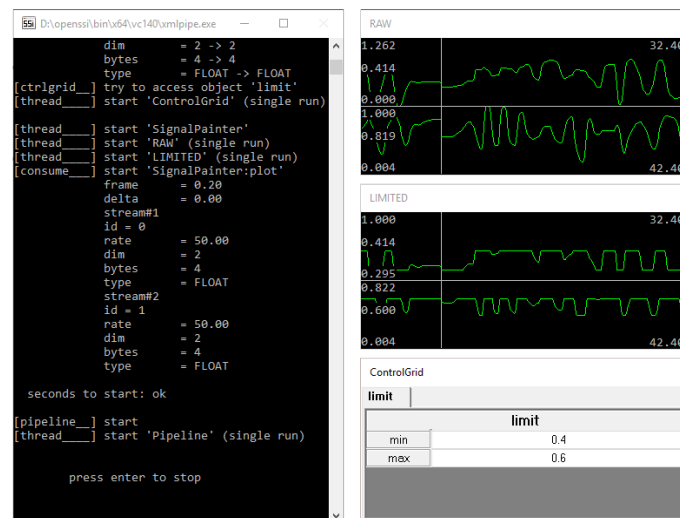 SSI D:\openssi\bin\x64\vc140\xmlpipe.exe
dim = 2 -> 2
bytes = 4 -> 4
type = FLOAT -> FLOAT
[ctrlgrid__] try to access object 'limit'
[thread____] start 'ControlGrid' (single run)
[thread____] start 'SignalPainter'
[thread____] start 'RAW' (single run)
[thread____] start 'LIMITED' (single run)
[consume___] start 'SignalPainter:plot'
frame = 0.20
delta = 0.00
stream#1
id = 0
rate = 50.00
dim = 2
bytes = 4
type = FLOAT
stream#2
id = 1
rate = 50.00
dim = 2
bytes = 4
type = FLOAT
seconds to start: ok
[pipeline__] start
[thread____] start 'Pipeline' (single run)
press enter to stop
RAW
1.262 32.40
0.414
0.000
1.000
0.819
0.004 42.40
LIMITED
1.000 32.40
0.414
0.295
0.822
0.600
0.004 42.40
ControlGrid
limit
limit
min 0.4
max 0.6